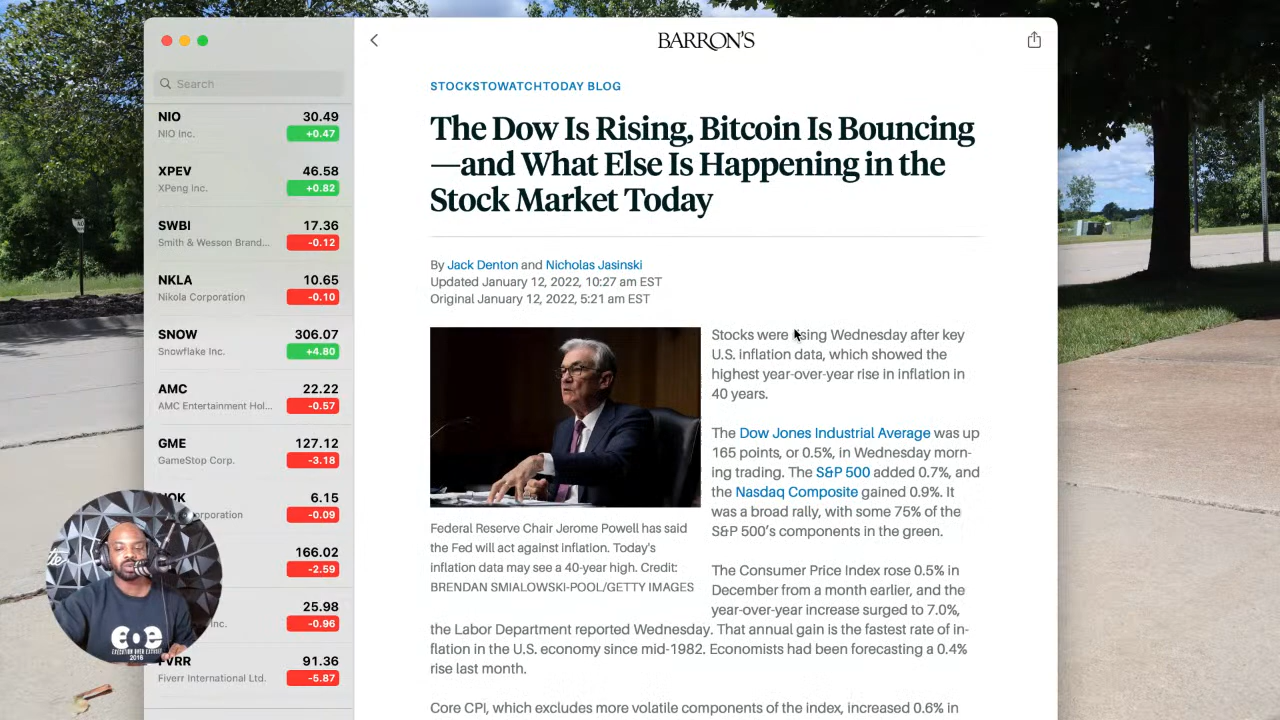 BARRON'S
Search
NIO 30.49
NIO Inc. +0.47
XPEV 46.58
XPeng Inc. +0.82
SWBI 17.36
Smith & Wesson Brand... -0.12
NKLA 10.65
Nikola Corporation -0.10
SNOW 306.07
Snowflake Inc. +4.80
AMC 22.22
AMC Entertainment Hol... -0.57
GME 127.12
GameStop Corp. -3.18
6.15
-0.09
166.02
-2.59
25.98
Inc. -0.96
FVRR 91.36
Fiverr International Ltd. -5.87
EXECUTION OVER EXCUSES
2016
STOCKSTOWATCHTODAY BLOG
The Dow Is Rising, Bitcoin Is Bouncing
—and What Else Is Happening in the
Stock Market Today
By Jack Denton and Nicholas Jasinski
Updated January 12, 2022, 10:27 am EST
Original January 12, 2022, 5:21 am EST
Federal Reserve Chair Jerome Powell has said
the Fed will act against inflation. Today's
inflation data may see a 40-year high. Credit:
BRENDAN SMIALOWSKI-POOL/GETTY IMAGES
Stocks were rising Wednesday after key
U.S. inflation data, which showed the
highest year-over-year rise in inflation in
40 years.
The Dow Jones Industrial Average was up
165 points, or 0.5%, in Wednesday morn-
ing trading. The S&P 500 added 0.7%, and
the Nasdaq Composite gained 0.9%. It
was a broad rally, with some 75% of the
S&P 500's components in the green.
The Consumer Price Index rose 0.5% in
December from a month earlier, and the
year-over-year increase surged to 7.0%,
the Labor Department reported Wednesday. That annual gain is the fastest rate of in-
flation in the U.S. economy since mid-1982. Economists had been forecasting a 0.4%
rise last month.
Core CPI, which excludes more volatile components of the index, increased 0.6% in